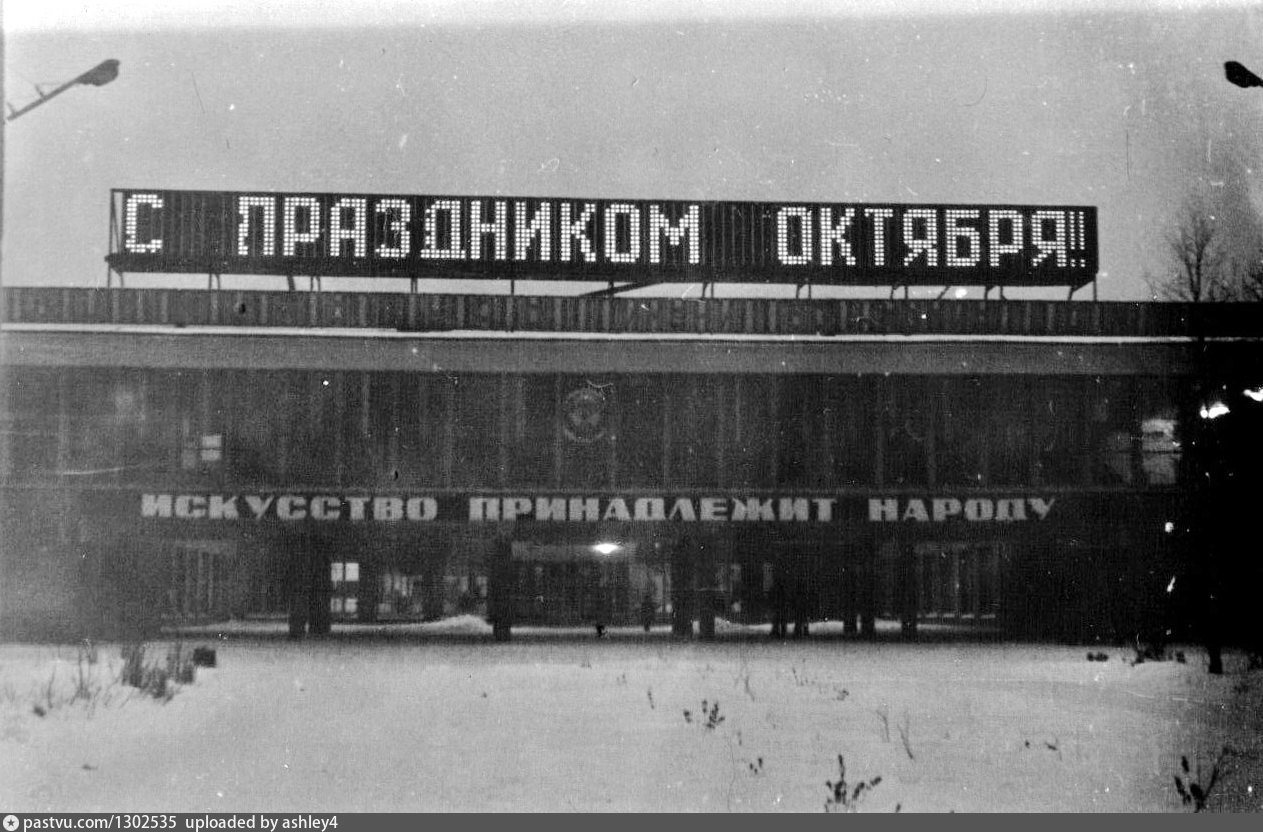 С ПРАЗДНИКОМ ОКТЯБРЯ!!
ИСКУССТВО ПРИНАДЛЕЖИТ НАРОДУ
pastvu.com/1302535 uploaded by ashley4